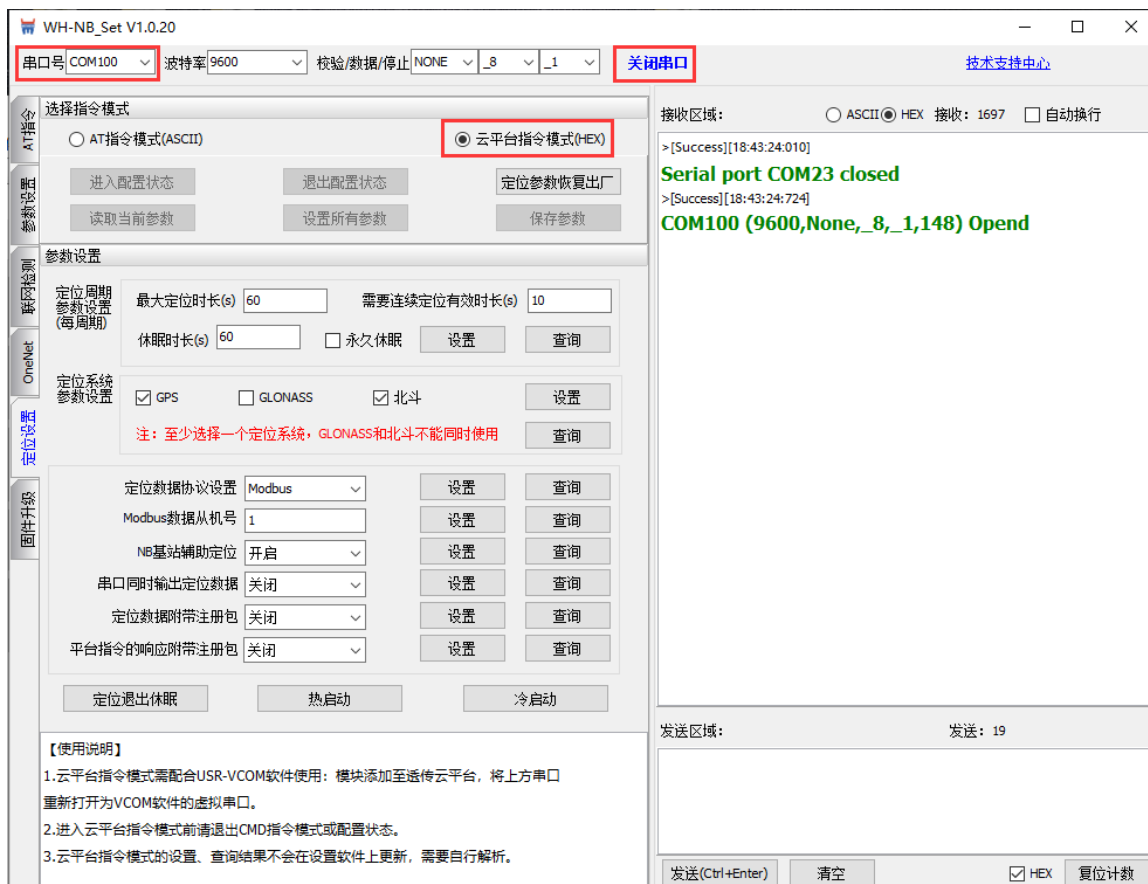 WH-NB_Set V1.0.20
串口号 COM100 波特率 9600 校验/数据/停止 NONE _8 _1 关闭串口 技术支持中心
AT指令
参数设置
联网检测
OneNet
定位设置
固件升级
选择指令模式
AT指令模式(ASCII) 云平台指令模式(HEX)
进入配置状态 退出配置状态 定位参数恢复出厂
读取当前参数 设置所有参数 保存参数
参数设置
定位周期
参数设置
(每周期)
最大定位时长(s) 60 需要连续定位有效时长(s) 10
休眠时长(s) 60 永久休眠 设置 查询
定位系统
参数设置
GPS GLONASS 北斗 设置
注：至少选择一个定位系统，GLONASS和北斗不能同时使用 查询
定位数据协议设置 Modbus 设置 查询
Modbus数据从机号 1 设置 查询
NB基站辅助定位 开启 设置 查询
串口同时输出定位数据 关闭 设置 查询
定位数据附带注册包 关闭 设置 查询
平台指令的响应附带注册包 关闭 设置 查询
定位退出休眠 热启动 冷启动
【使用说明】
1.云平台指令模式需配合USR-VCOM软件使用：模块添加至透传云平台，将上方串口
重新打开为VCOM软件的虚拟串口。
2.进入云平台指令模式前请退出CMD指令模式或配置状态。
3.云平台指令模式的设置、查询结果不会在设置软件上更新，需要自行解析。
接收区域： ASCII HEX 接收：1697 自动换行
>[Success][18:43:24:010]
Serial port COM23 closed
>[Success][18:43:24:724]
COM100 (9600,None,_8,_1,148) Opend
发送区域： 发送：19
发送(Ctrl+Enter) 清空 HEX 复位计数